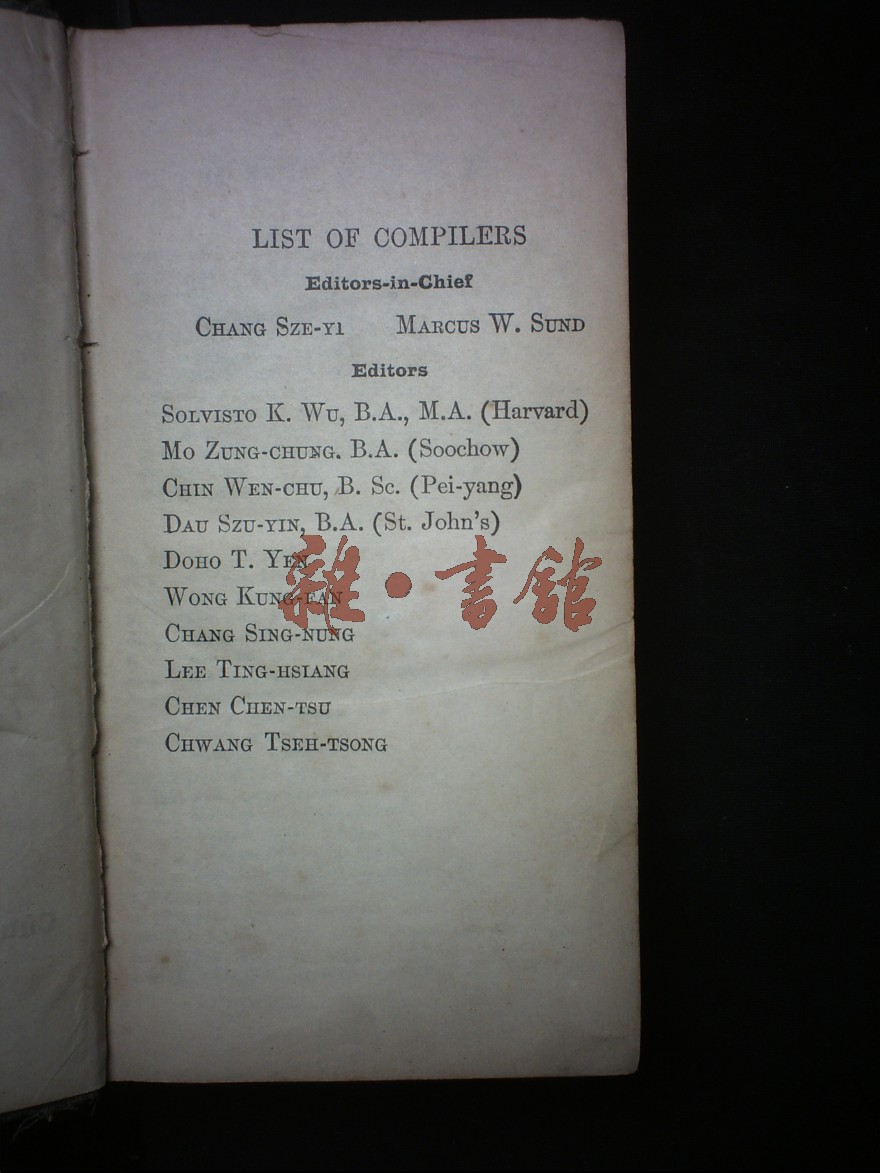 LIST OF COMPILERS
Editors-in-Chief
CHANG SZE-YI MARCUS W. SUND
Editors
SOLVISTO K. WU, B.A., M.A. (Harvard)
MO ZUNG-CHUNG. B.A. (Soochow)
CHIN WEN-CHU, B. Sc. (Pei-yang)
DAU SZU-YIN, B.A. (St. John's)
DOHO T. YEN
WONG KUNG-FAN
雜·書館
CHANG SING-NUNG
LEE TING-HSIANG
CHEN CHEN-TSU
CHWANG TSEH-TSONG